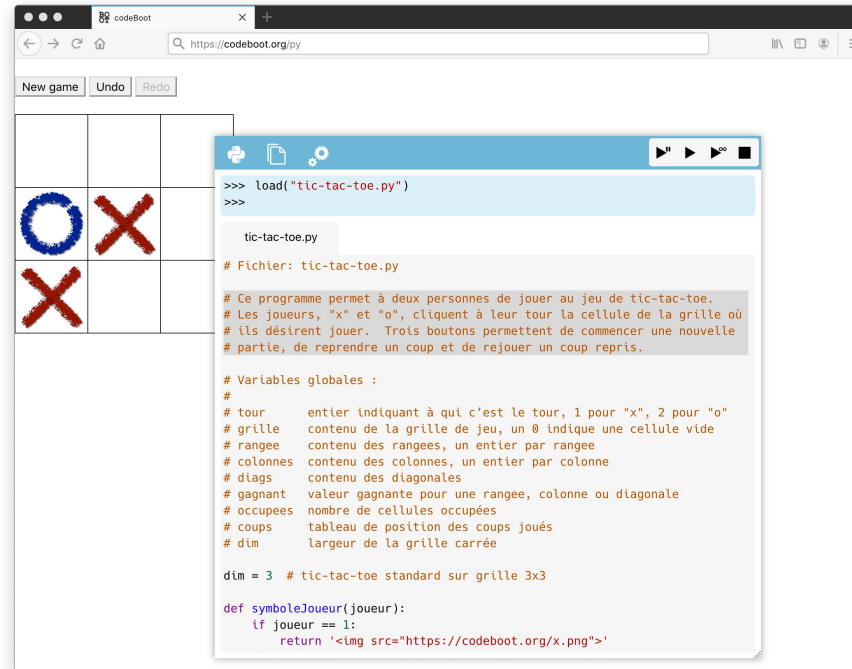 codeBoot
https://codeboot.org/py
New game Undo Redo
>>> load("tic-tac-toe.py")
>>>
tic-tac-toe.py
# Fichier: tic-tac-toe.py
# Ce programme permet à deux personnes de jouer au jeu de tic-tac-toe.
# Les joueurs, "x" et "o", cliquent à leur tour la cellule de la grille où
# ils désirent jouer.  Trois boutons permettent de commencer une nouvelle
# partie, de reprendre un coup et de rejouer un coup repris.
# Variables globales :
#
# tour      entier indiquant à qui c’est le tour, 1 pour "x", 2 pour "o"
# grille    contenu de la grille de jeu, un 0 indique une cellule vide
# rangee    contenu des rangees, un entier par rangee
# colonnes  contenu des colonnes, un entier par colonne
# diags     contenu des diagonales
# gagnant   valeur gagnante pour une rangee, colonne ou diagonale
# occupees  nombre de cellules occupées
# coups     tableau de position des coups joués
# dim       largeur de la grille carrée
dim = 3  # tic-tac-toe standard sur grille 3x3
def symboleJoueur(joueur):
    if joueur == 1:
        return '<img src="https://codeboot.org/x.png">'